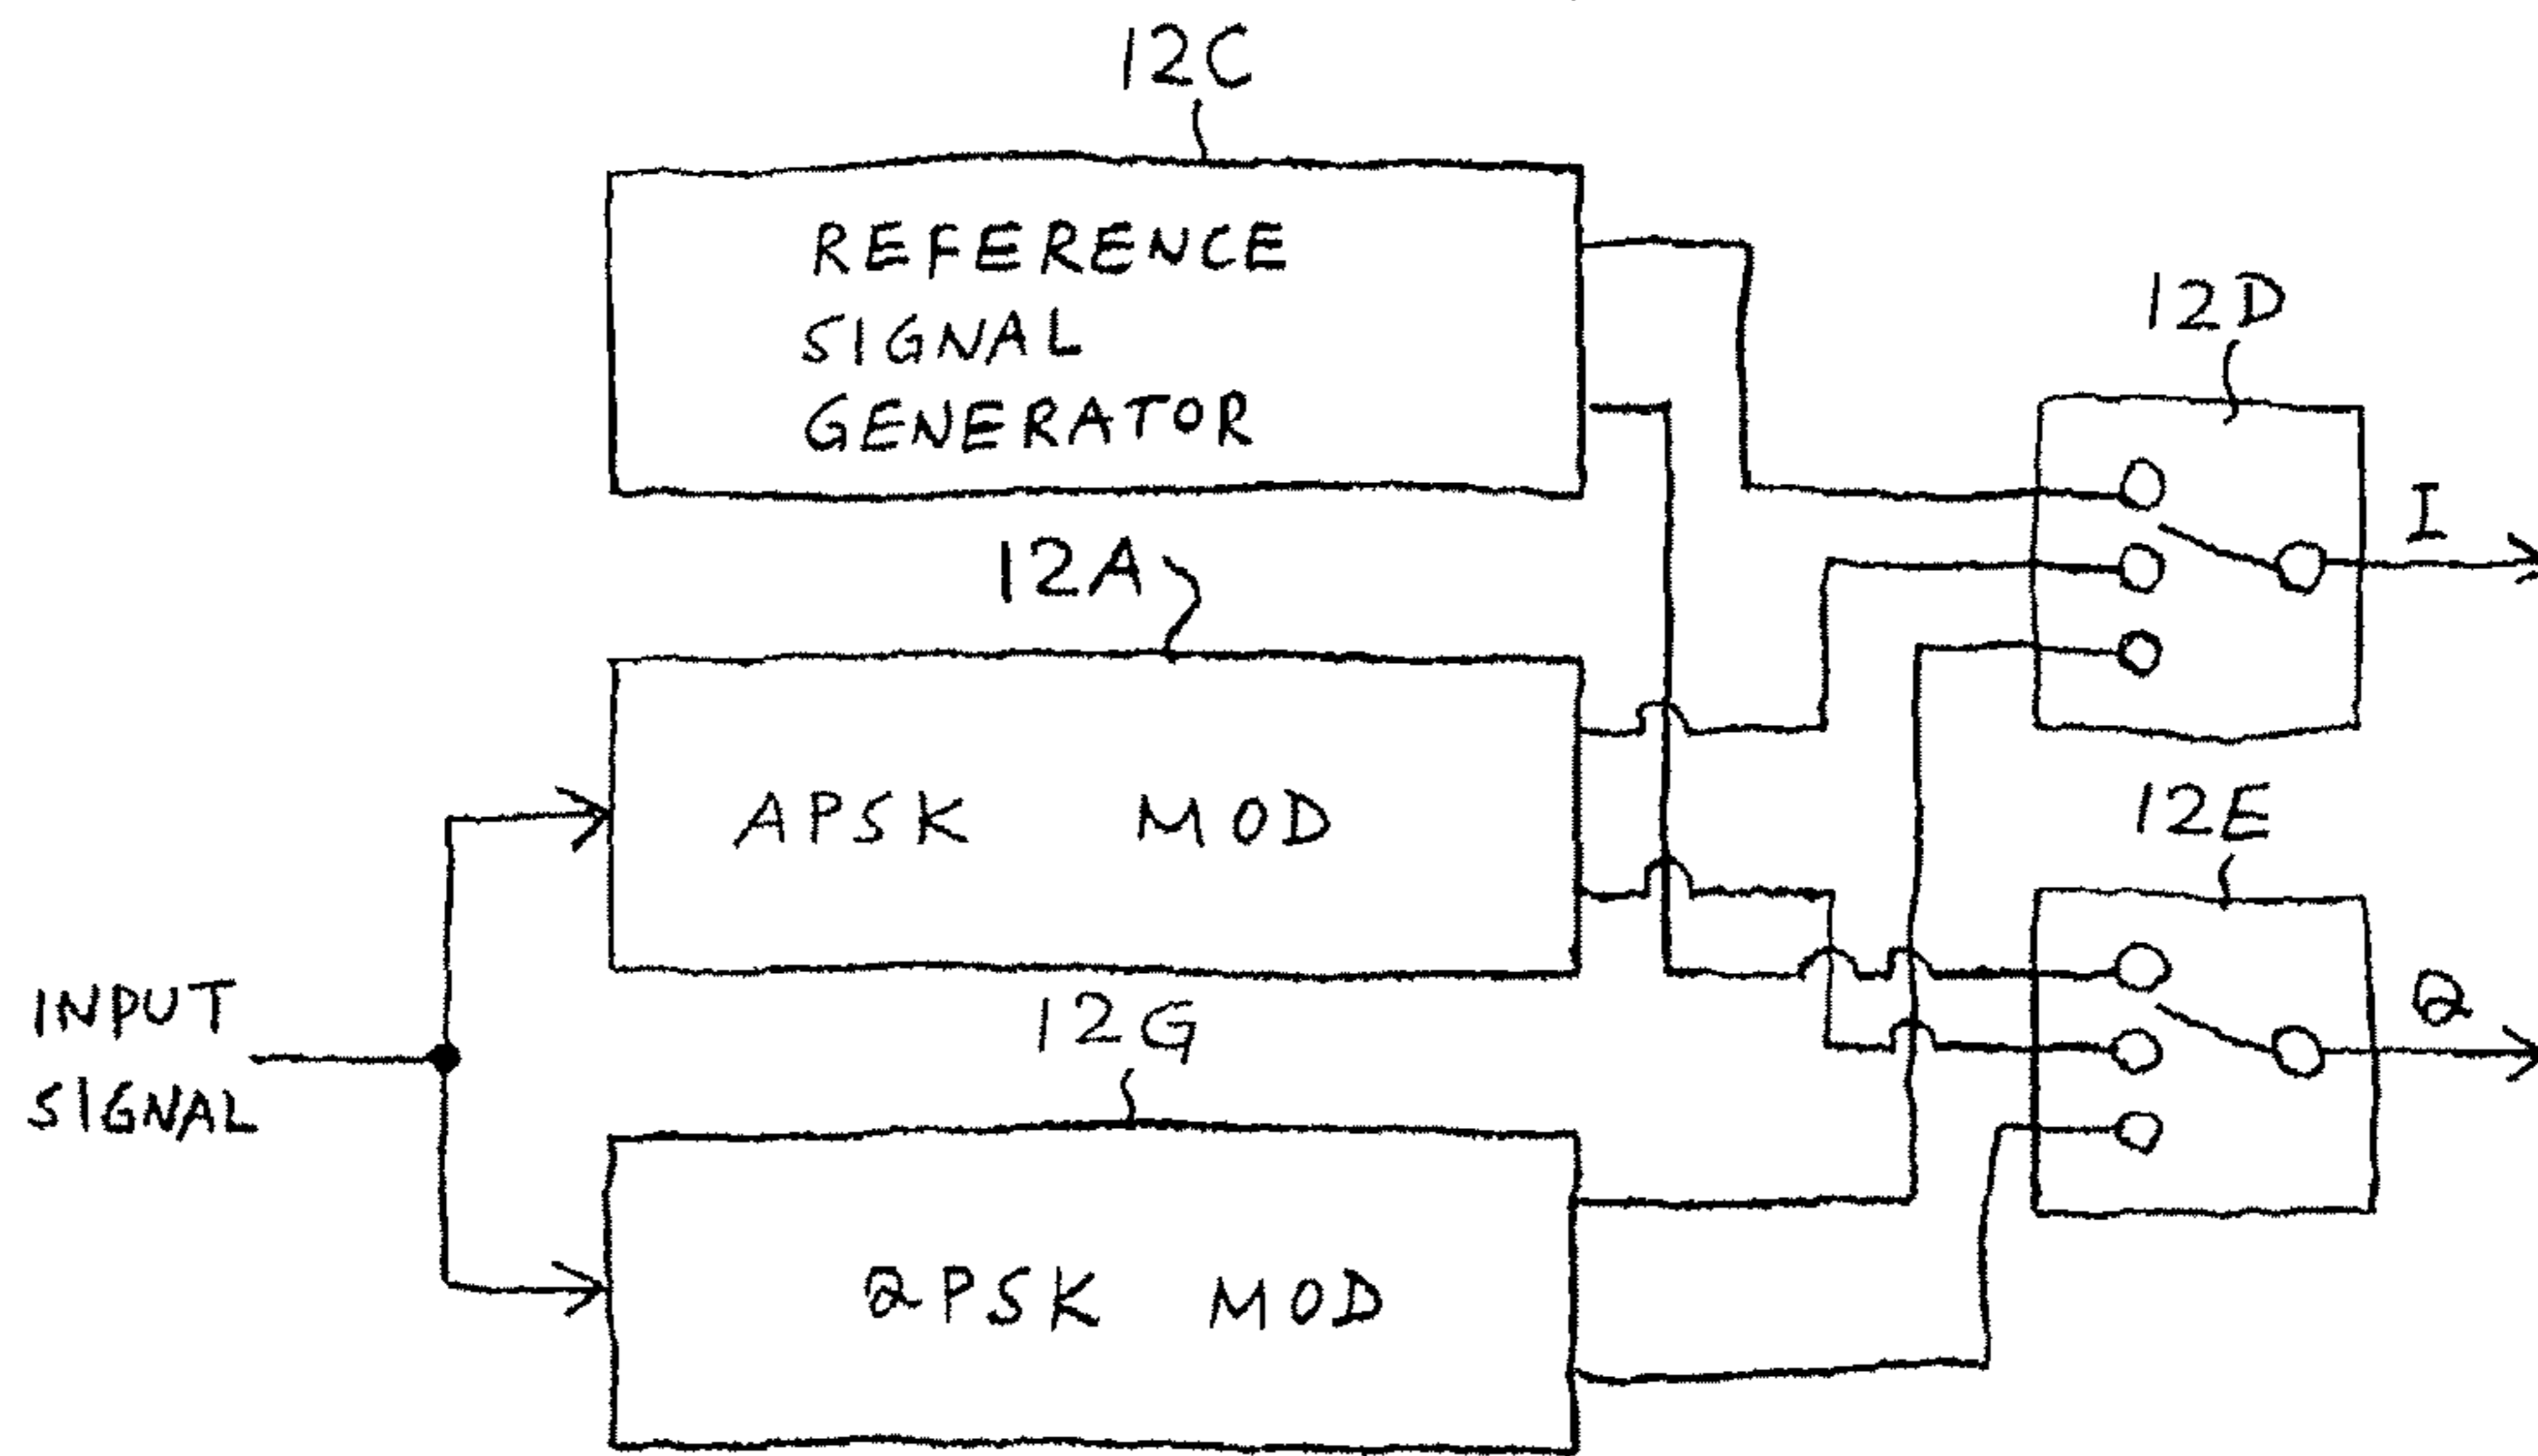 12C
REFERENCE
SIGNAL
GENERATOR
12D
I
12A
APSK MOD
12E
Q
INPUT
SIGNAL
12G
QPSK MOD